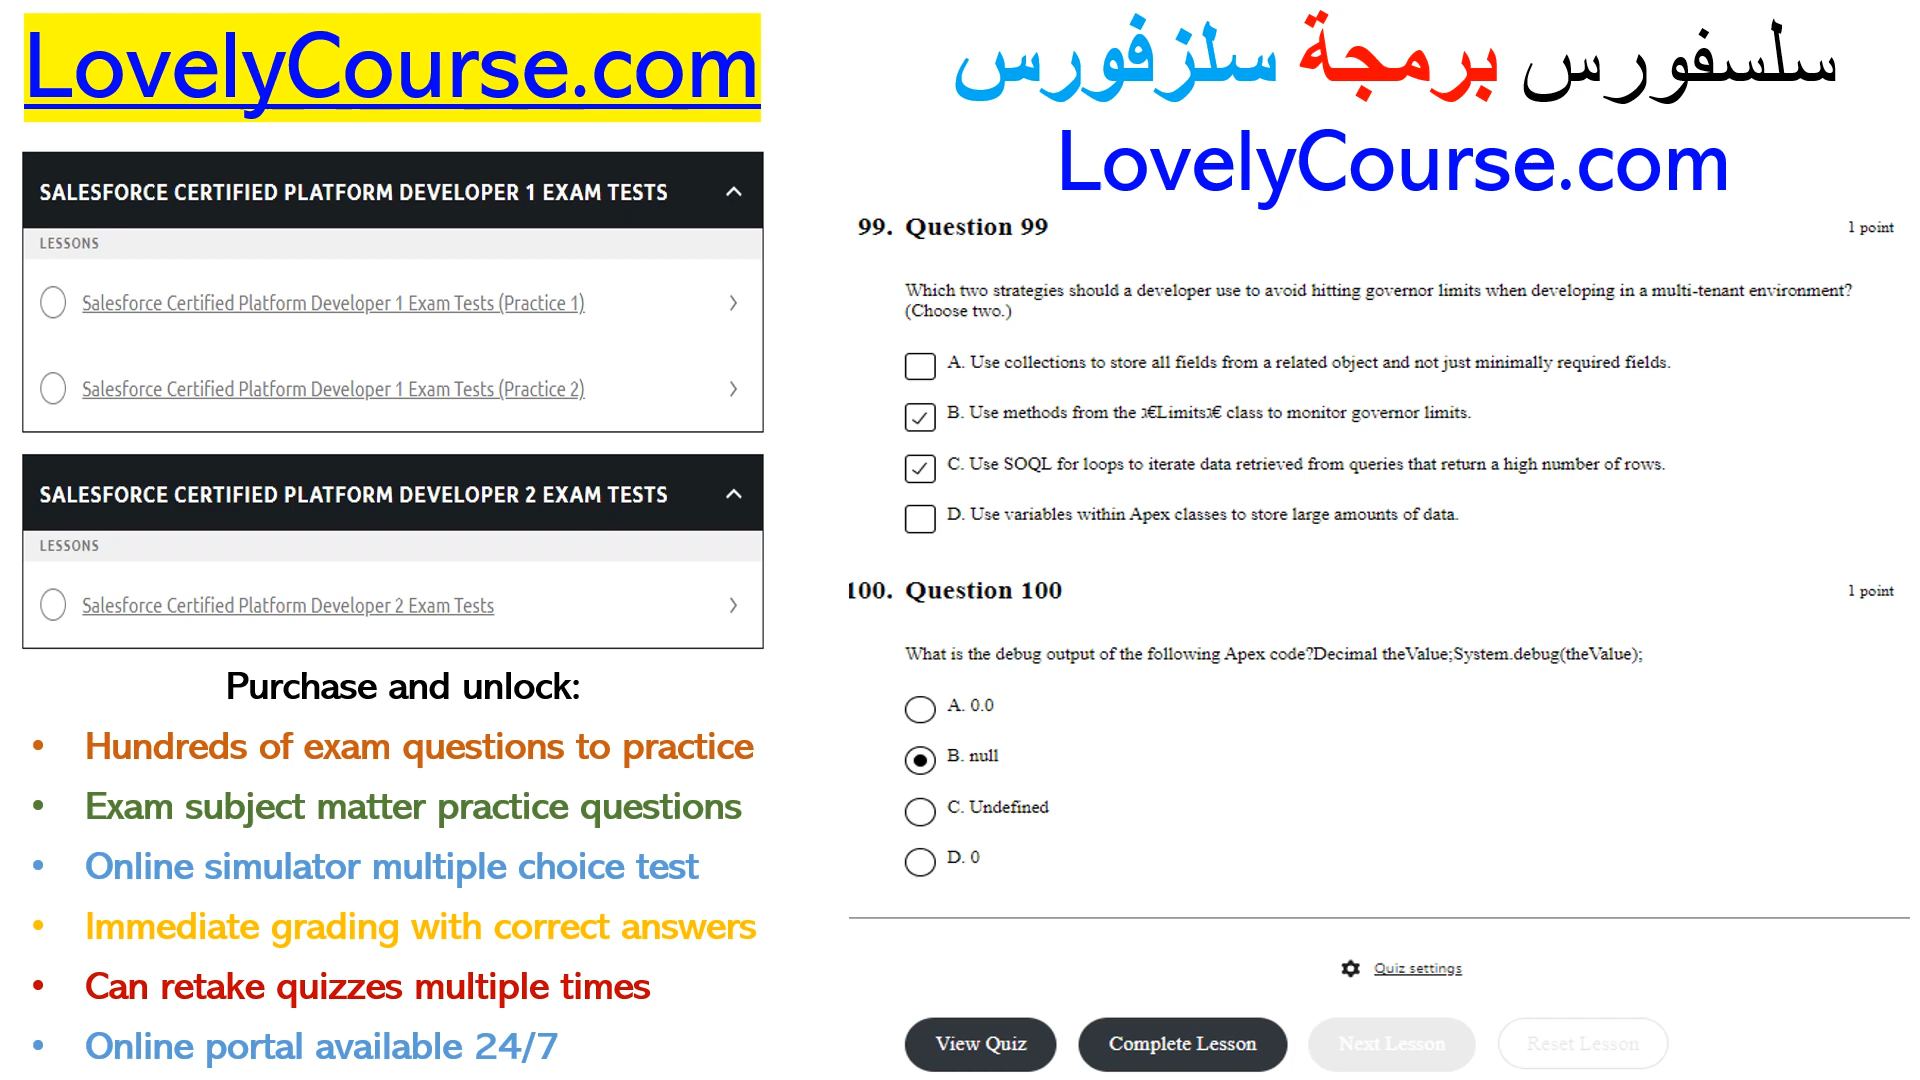 LovelyCourse.com
SALESFORCE CERTIFIED PLATFORM DEVELOPER 1 EXAM TESTS
LESSONS
Salesforce Certified Platform Developer 1 Exam Tests (Practice 1)
Salesforce Certified Platform Developer 1 Exam Tests (Practice 2)
SALESFORCE CERTIFIED PLATFORM DEVELOPER 2 EXAM TESTS
LESSONS
Salesforce Certified Platform Developer 2 Exam Tests
Purchase and unlock:
• Hundreds of exam questions to practice
• Exam subject matter practice questions
• Online simulator multiple choice test
• Immediate grading with correct answers
• Can retake quizzes multiple times
• Online portal available 24/7
سلسفورس برمجة سلزفورس
LovelyCourse.com
99. Question 99
1 point
Which two strategies should a developer use to avoid hitting governor limits when developing in a multi-tenant environment?
(Choose two.)
A. Use collections to store all fields from a related object and not just minimally required fields.
B. Use methods from the ג€Limitsג€ class to monitor governor limits.
C. Use SOQL for loops to iterate data retrieved from queries that return a high number of rows.
D. Use variables within Apex classes to store large amounts of data.
100. Question 100
1 point
What is the debug output of the following Apex code?Decimal theValue;System.debug(theValue);
A. 0.0
B. null
C. Undefined
D. 0
Quiz settings
View Quiz
Complete Lesson
Next Lesson
Reset Lesson